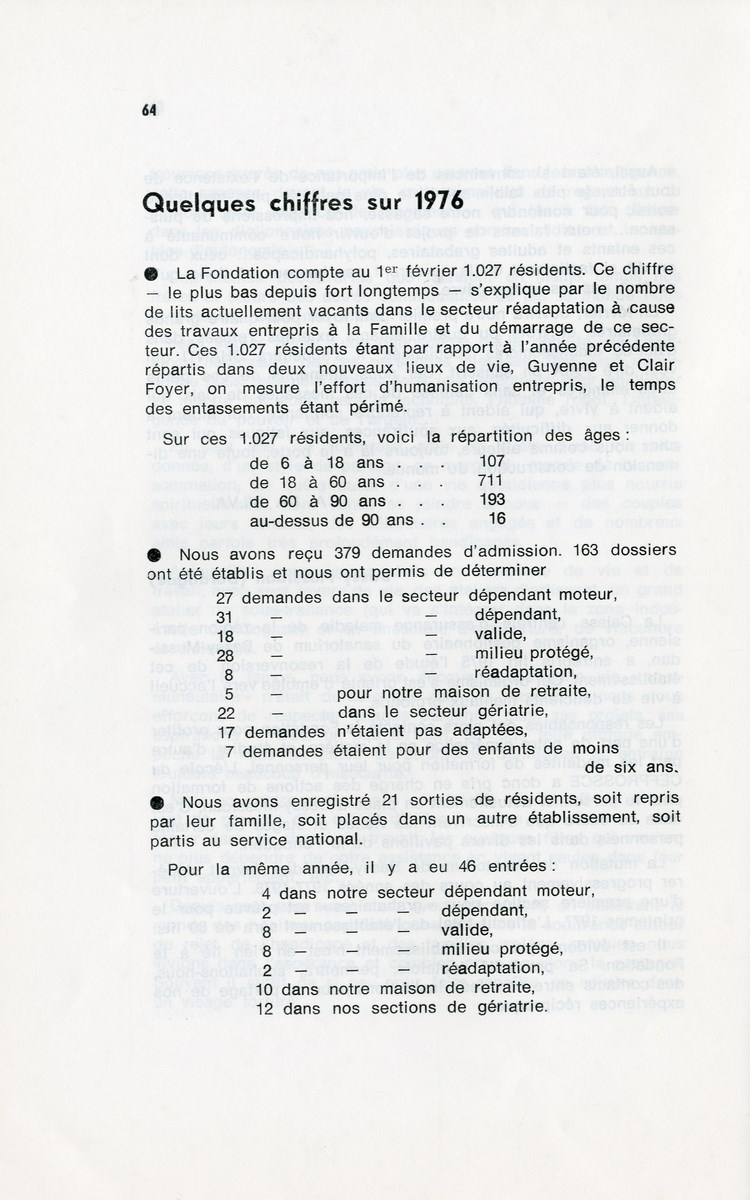 64
Quelques chiffres sur 1976
● La Fondation compte au 1er février 1.027 résidents. Ce chiffre
— le plus bas depuis fort longtemps — s'explique par le nombre
de lits actuellement vacants dans le secteur réadaptation à cause
des travaux entrepris à la Famille et du démarrage de ce sec-
teur. Ces 1.027 résidents étant par rapport à l'année précédente
répartis dans deux nouveaux lieux de vie, Guyenne et Clair
Foyer, on mesure l'effort d'humanisation entrepris, le temps
des entassements étant périmé.
Sur ces 1.027 résidents, voici la répartition des âges :
de 6 à 18 ans . . . 107
de 18 à 60 ans . . . 711
de 60 à 90 ans . . . 193
au-dessus de 90 ans . . 16
● Nous avons reçu 379 demandes d'admission. 163 dossiers
ont été établis et nous ont permis de déterminer
27 demandes dans le secteur dépendant moteur,
31 — — dépendant,
18 — — valide,
28 — — milieu protégé,
8 — — réadaptation,
5 — pour notre maison de retraite,
22 — dans le secteur gériatrie,
17 demandes n'étaient pas adaptées,
7 demandes étaient pour des enfants de moins
de six ans.
● Nous avons enregistré 21 sorties de résidents, soit repris
par leur famille, soit placés dans un autre établissement, soit
partis au service national.
Pour la même année, il y a eu 46 entrées :
4 dans notre secteur dépendant moteur,
2 — — — dépendant,
8 — — — valide,
8 — — — milieu protégé,
2 — — — réadaptation,
10 dans notre maison de retraite,
12 dans nos sections de gériatrie.